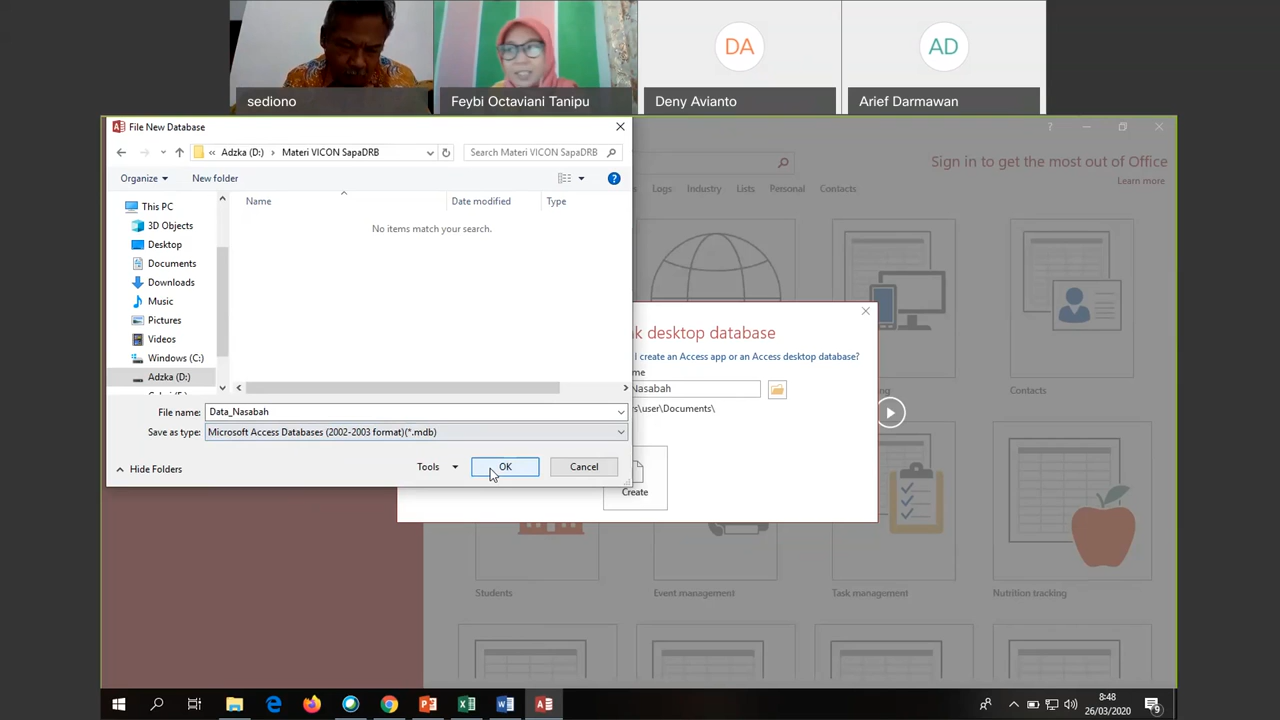 DA
AD
sediono
Feybi Octaviani Tanipu
Deny Avianto
Arief Darmawan
File New Database
Adzka (D:)
Materi VICON SapaDRB
Search Materi VICON SapaDRB
Organize
New folder
Sign in to get the most out of Office
Learn more
Logs
Industry
Lists
Personal
Contacts
This PC
3D Objects
Desktop
Documents
Downloads
Music
Pictures
Videos
Windows (C:)
Adzka (D:)
Name
Date modified
Type
No items match your search.
File name:
Data_Nasabah
Save as type:
Microsoft Access Databases (2002-2003 format)(*.mdb)
Hide Folders
Tools
OK
Cancel
k desktop database
I create an Access app or an Access desktop database?
me
Nasabah
s\user\Documents\
Create
Contacts
Students
Event management
Task management
Nutrition tracking
8:48
26/03/2020
9